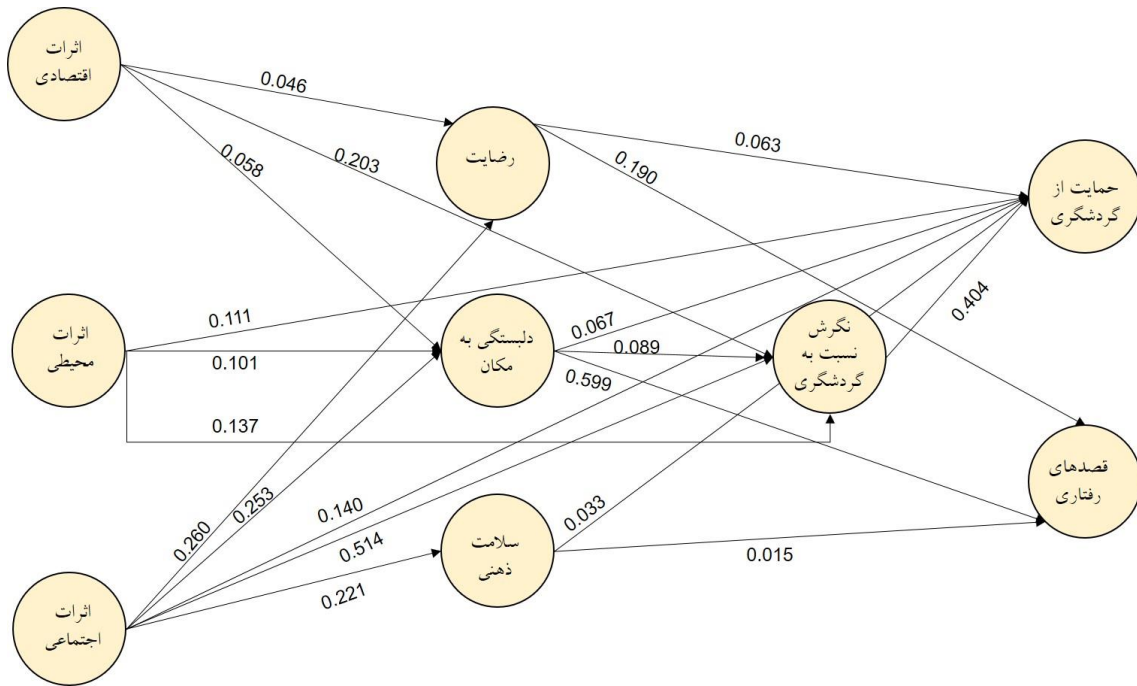 اثرات
اقتصادی
0.046
رضایت
0.063
0.058
0.203
0.190
حمایت از
گردشگری
اثرات
محیطی
0.111
0.101
0.137
دلبستگی به
مکان
0.067
0.089
0.599
نگرش
نسبت به
گردشگری
0.404
قصدهای
رفتاری
0.260
0.253
0.140
0.514
0.221
سلامت
ذهنی
0.033
0.015
اثرات
اجتماعی